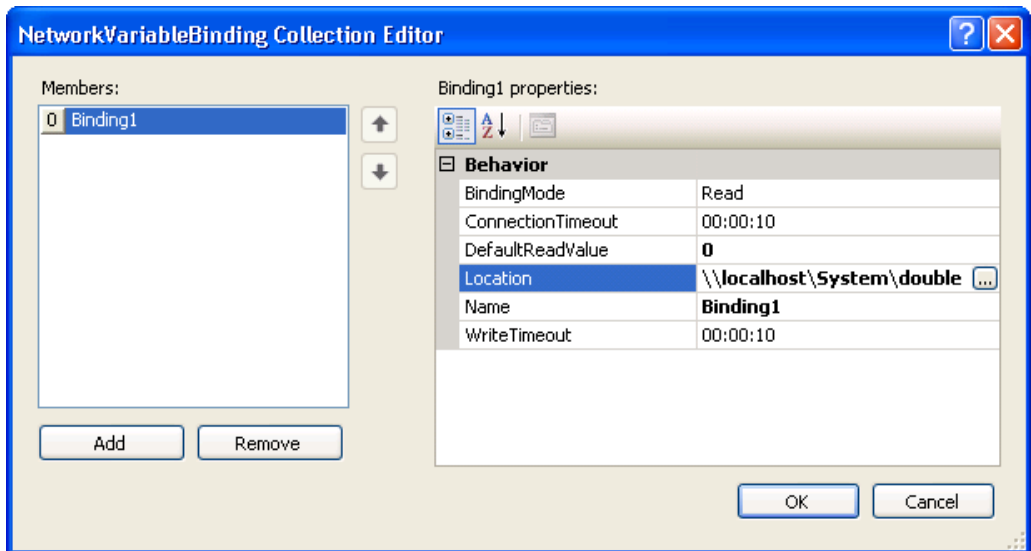 NetworkVariableBinding Collection Editor
Members:
0 Binding1
Add Remove
Binding1 properties:
A Z
Behavior
BindingMode Read
ConnectionTimeout 00:00:10
DefaultReadValue 0
Location \\localhost\System\double ...
Name Binding1
WriteTimeout 00:00:10
OK Cancel